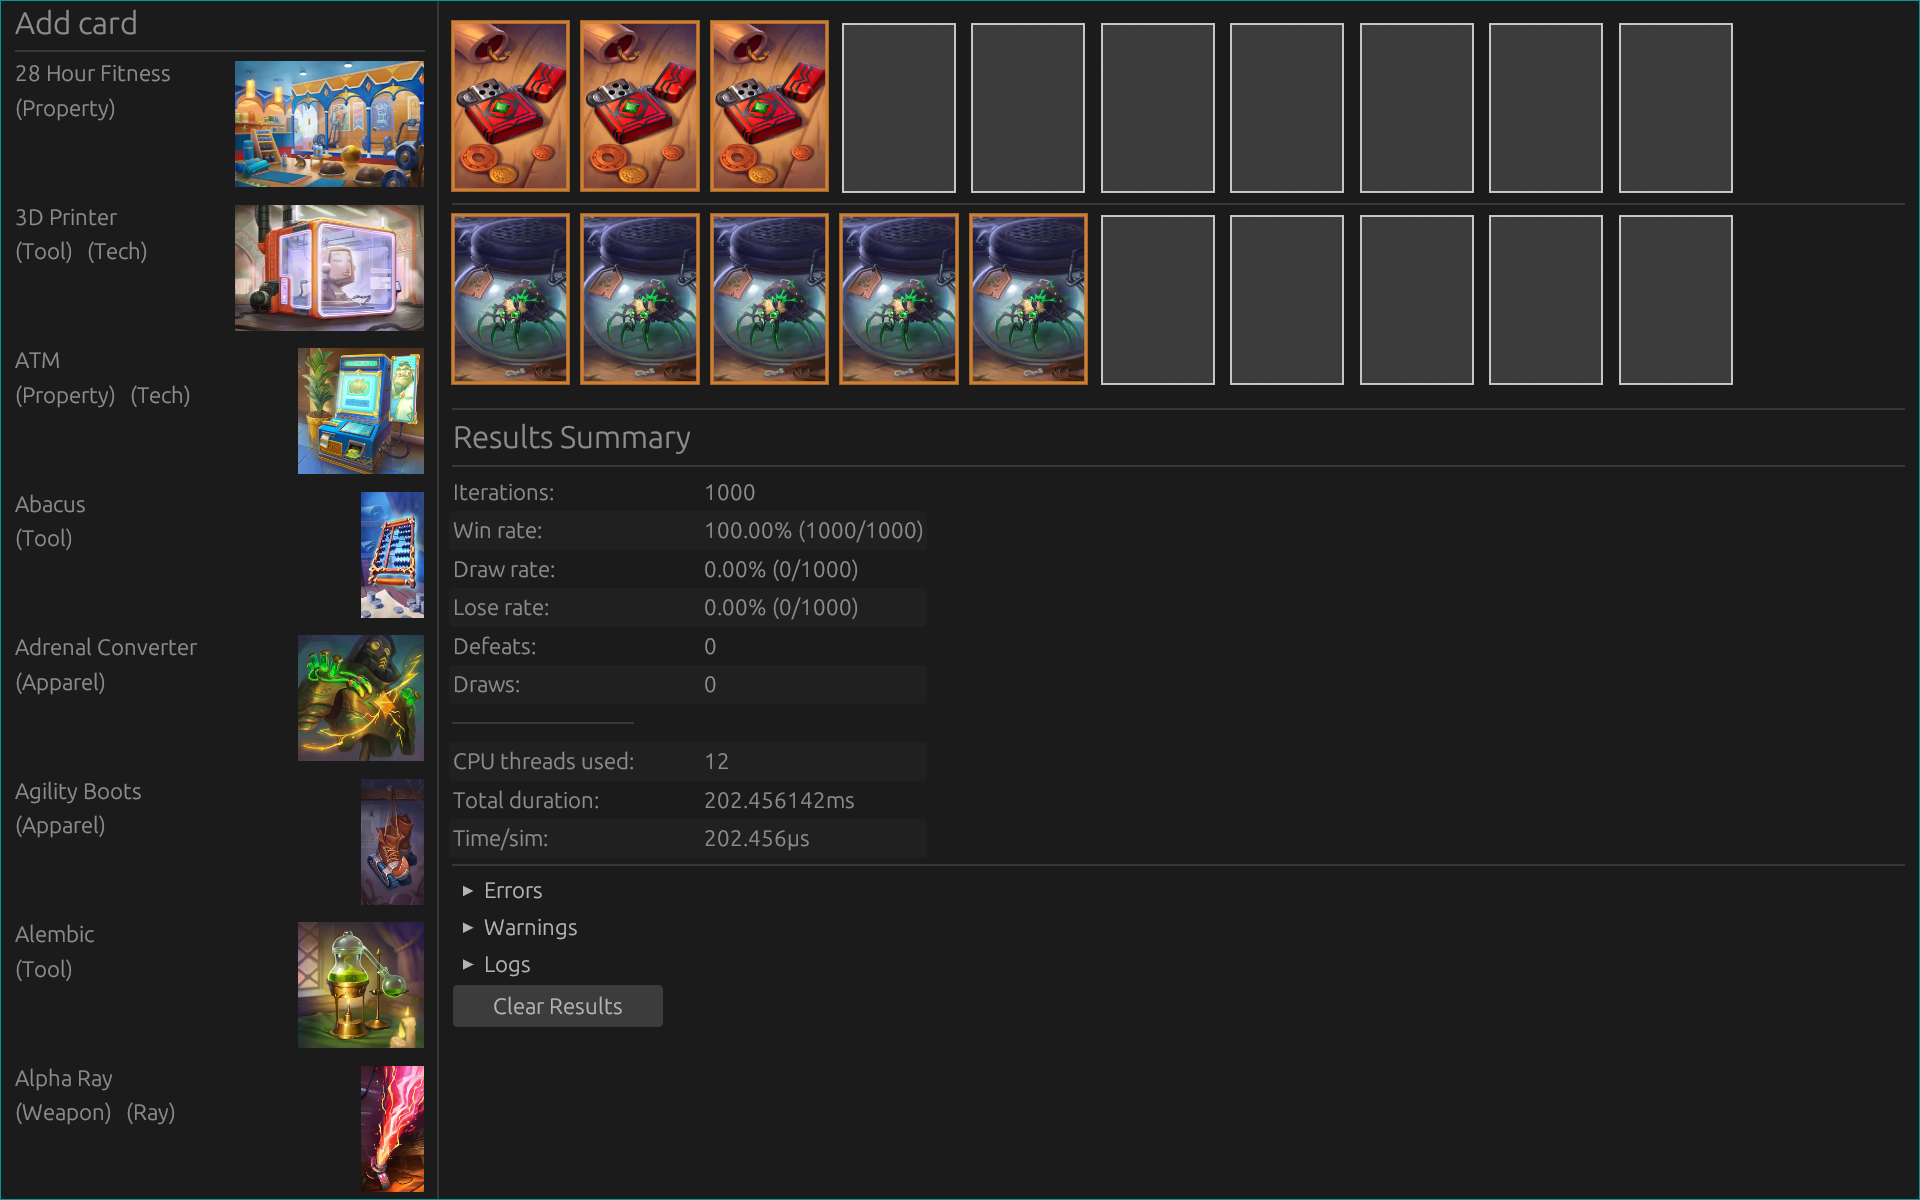 Add card
28 Hour Fitness
(Property)
3D Printer
(Tool) (Tech)
ATM
(Property) (Tech)
Abacus
(Tool)
Adrenal Converter
(Apparel)
Agility Boots
(Apparel)
Alembic
(Tool)
Alpha Ray
(Weapon) (Ray)
Results Summary
Iterations: 1000
Win rate: 100.00% (1000/1000)
Draw rate: 0.00% (0/1000)
Lose rate: 0.00% (0/1000)
Defeats: 0
Draws: 0
CPU threads used: 12
Total duration: 202.456142ms
Time/sim: 202.456µs
Errors
Warnings
Logs
Clear Results